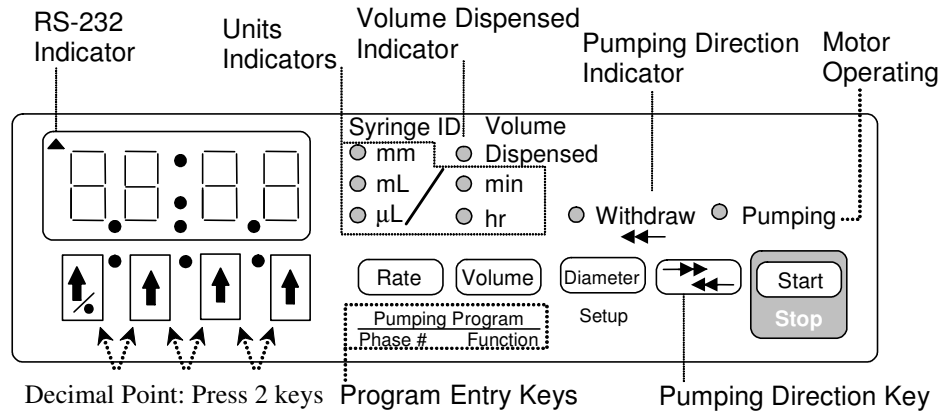 RS-232
Indicator
Units
Indicators
Volume Dispensed
Indicator
Pumping Direction
Indicator
Motor
Operating
Syringe ID
Volume
Dispensed
mm
mL
min
µL
hr
Withdraw
Pumping
Rate
Volume
Diameter
Start
Stop
Setup
Pumping Program
Phase #
Function
Decimal Point: Press 2 keys
Program Entry Keys
Pumping Direction Key